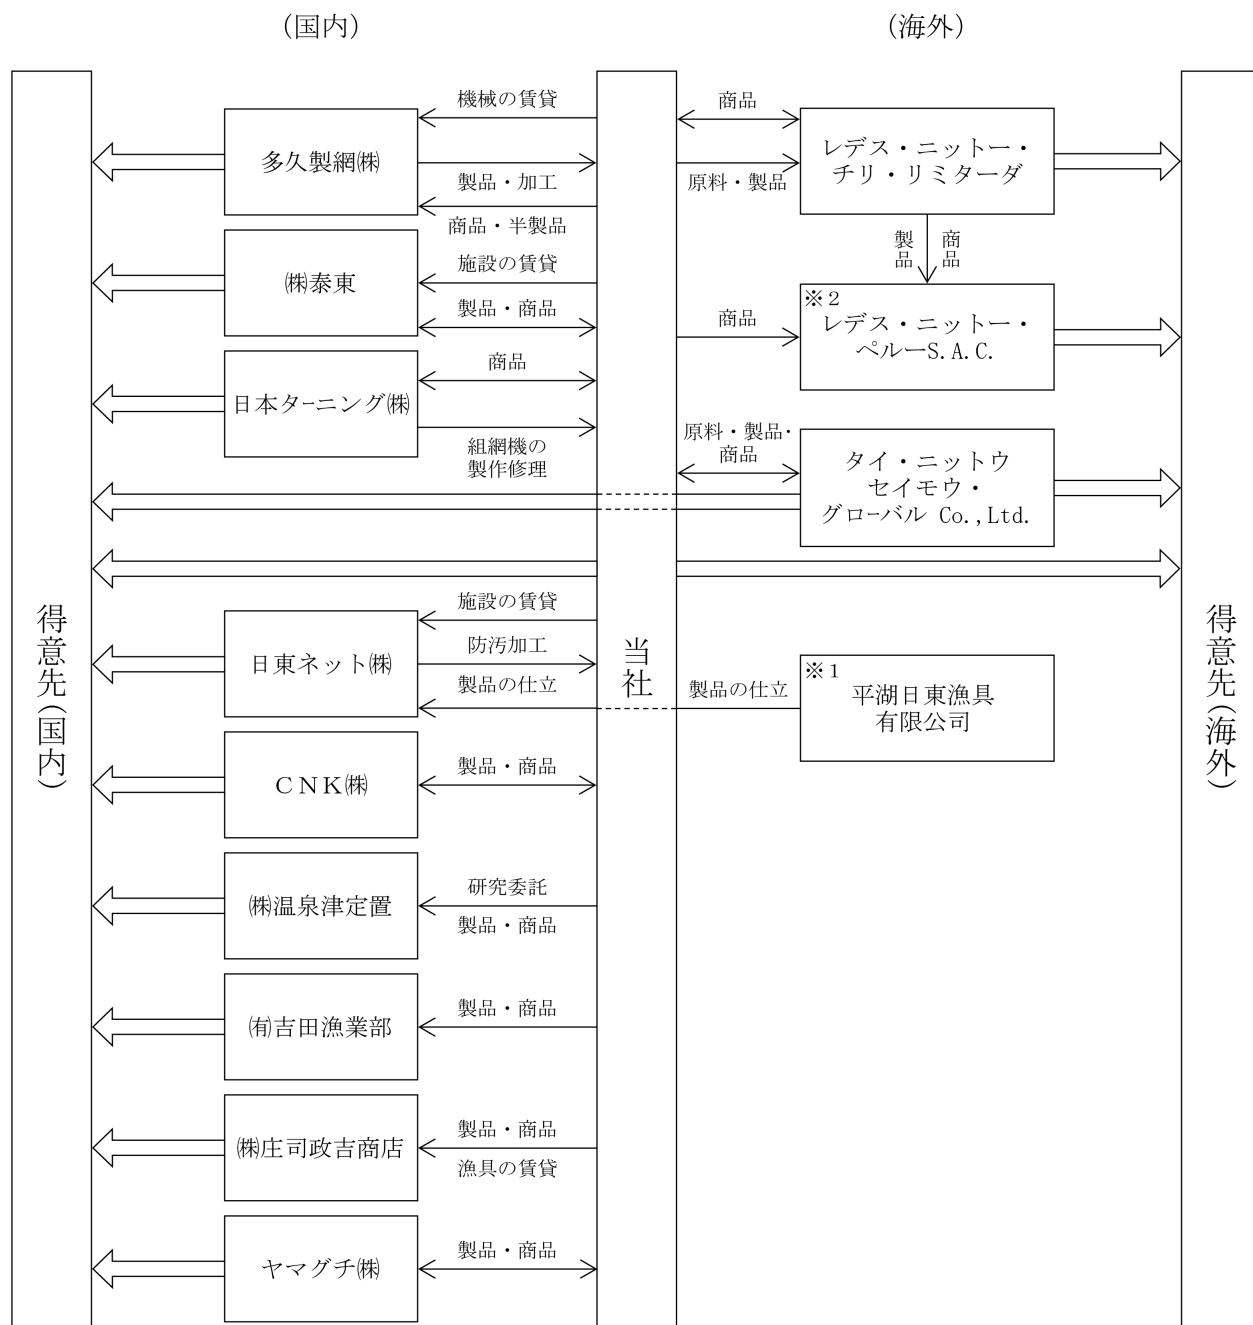 （国内）
（海外）
得意先（国内）
多久製網㈱
機械の賃貸
製品・加工
商品・半製品
㈱泰東
施設の賃貸
製品・商品
日本ターニング㈱
商品
組網機の
製作修理
日東ネット㈱
施設の賃貸
防汚加工
製品の仕立
ＣＮＫ㈱
製品・商品
㈱温泉津定置
研究委託
製品・商品
㈲吉田漁業部
製品・商品
㈱庄司政吉商店
製品・商品
漁具の賃貸
ヤマグチ㈱
製品・商品
当社
商品
原料・製品
レデス・ニットー・
チリ・リミターダ
製品
商品
商品
※２
レデス・ニットー・
ペルーS.A.C.
原料・製品・
商品
タイ・ニットウ
セイモウ・
グローバル Co.,Ltd.
製品の仕立
※１
平湖日東漁具
有限公司
得意先（海外）